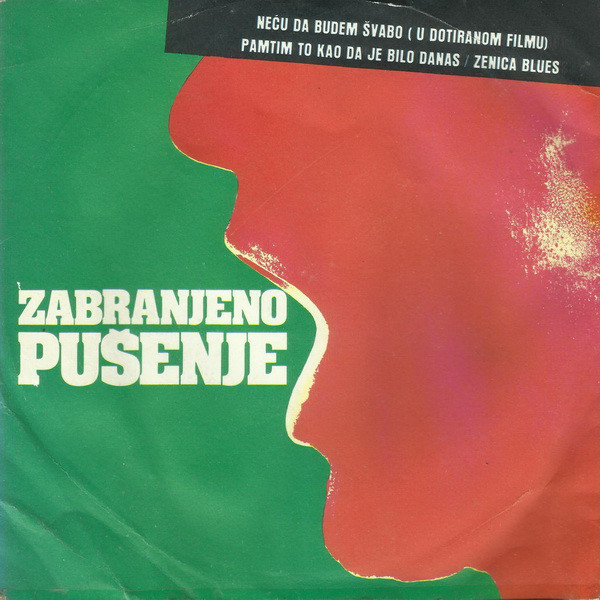 NEĆU DA BUDEM ŠVABO ( U DOTIRANOM FILMU)
PAMTIM TO KAO DA JE BILO DANAS / ZENICA BLUES
ZABRANJENO
PUŠENJE